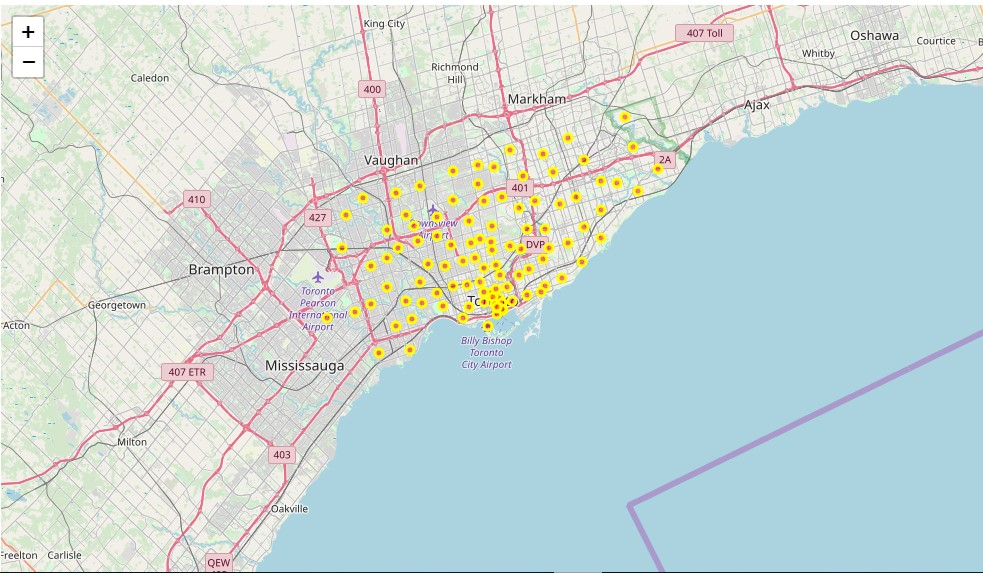 +
−
King City
407 Toll
Oshawa
Courtice
Whitby
Richmond
Hill
Caledon
400
Markham
Ajax
Vaughan
2A
401
410
427
Airport
DVP
Brampton
Toronto
Pearson
International
Airport
Georgetown
Acton
Billy Bishop
Toronto
City Airport
Mississauga
407 ETR
Milton
403
Oakville
Freelton
Carlisle
QEW